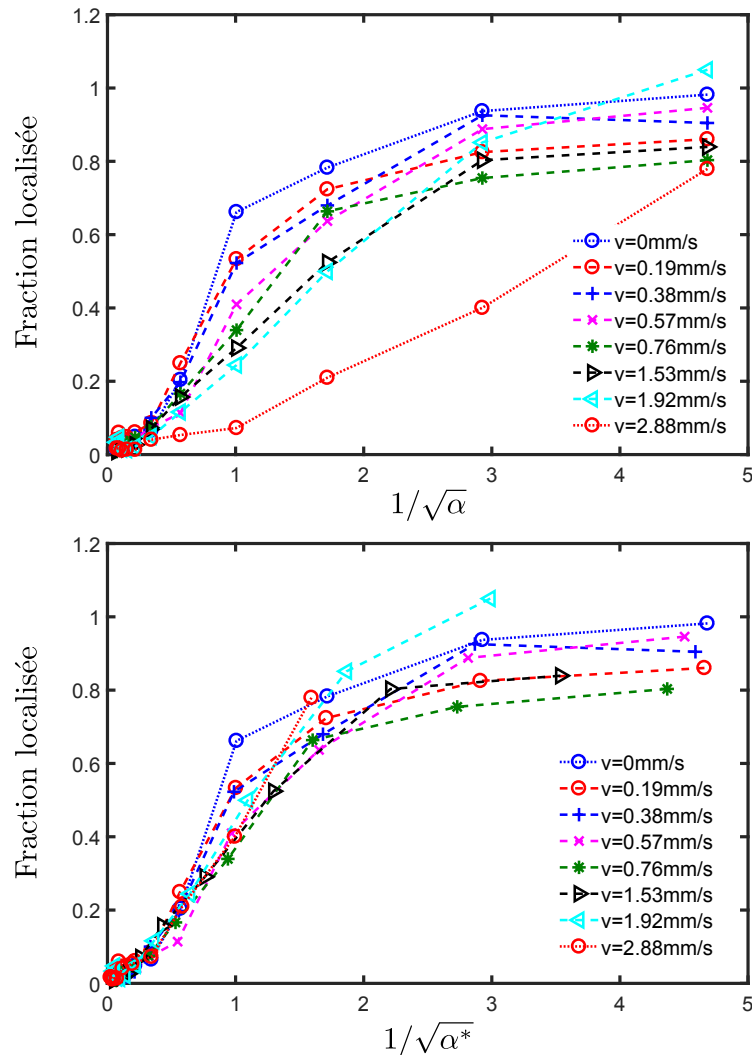 1.2
1
0.8
0.6
0.4
0.2
0
Fraction localisée
v=0mm/s
v=0.19mm/s
v=0.38mm/s
v=0.57mm/s
v=0.76mm/s
v=1.53mm/s
v=1.92mm/s
v=2.88mm/s
0 1 2 3 4 5
1/√α
1.2
1
0.8
0.6
0.4
0.2
0
Fraction localisée
v=0mm/s
v=0.19mm/s
v=0.38mm/s
v=0.57mm/s
v=0.76mm/s
v=1.53mm/s
v=1.92mm/s
v=2.88mm/s
0 1 2 3 4 5
1/√α*